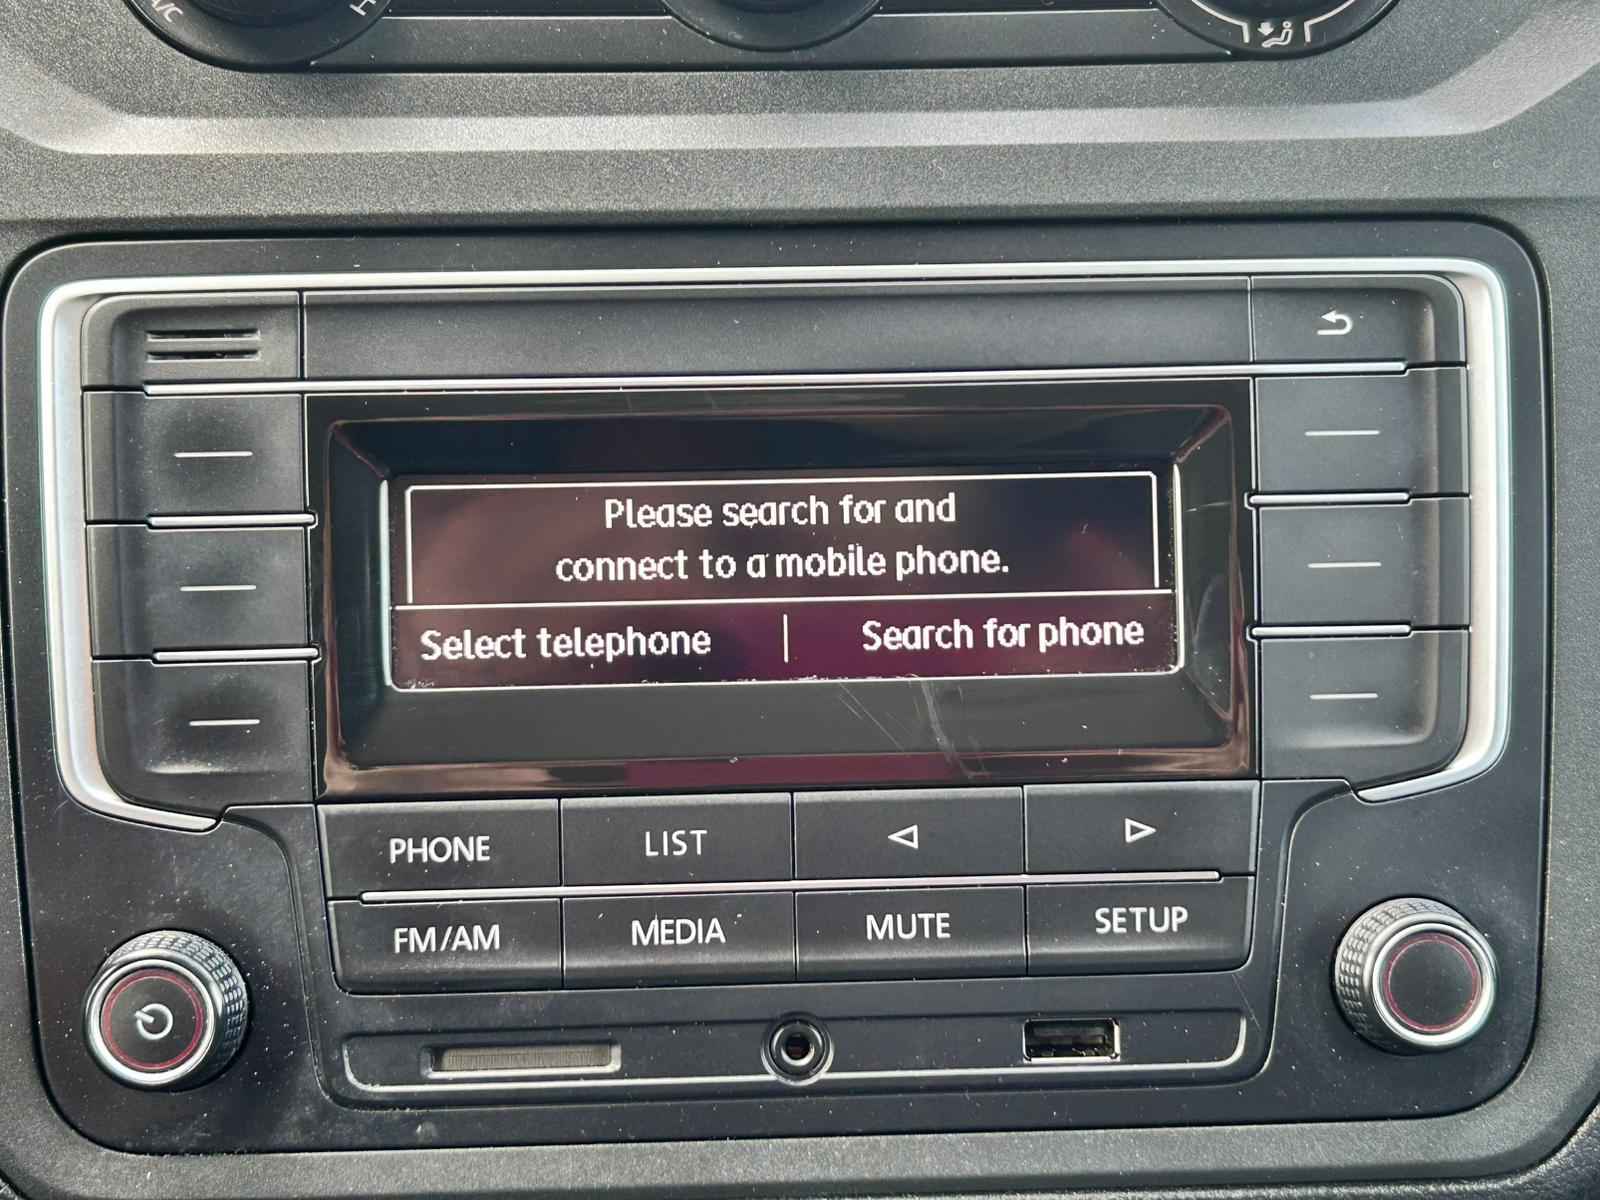 A/C
Please search for and
connect to a mobile phone.
Select telephone | Search for phone
PHONE LIST
FM/AM MEDIA MUTE SETUP